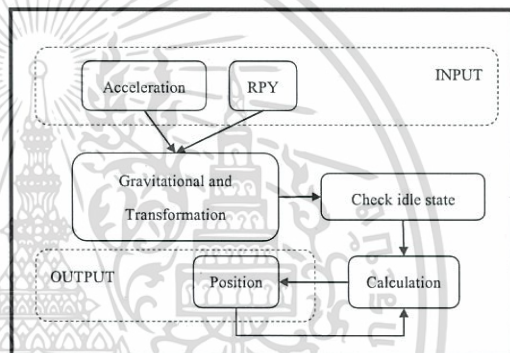 INPUT
Acceleration
RPY
Gravitational and
Transformation
Check idle state
OUTPUT
Position
Calculation